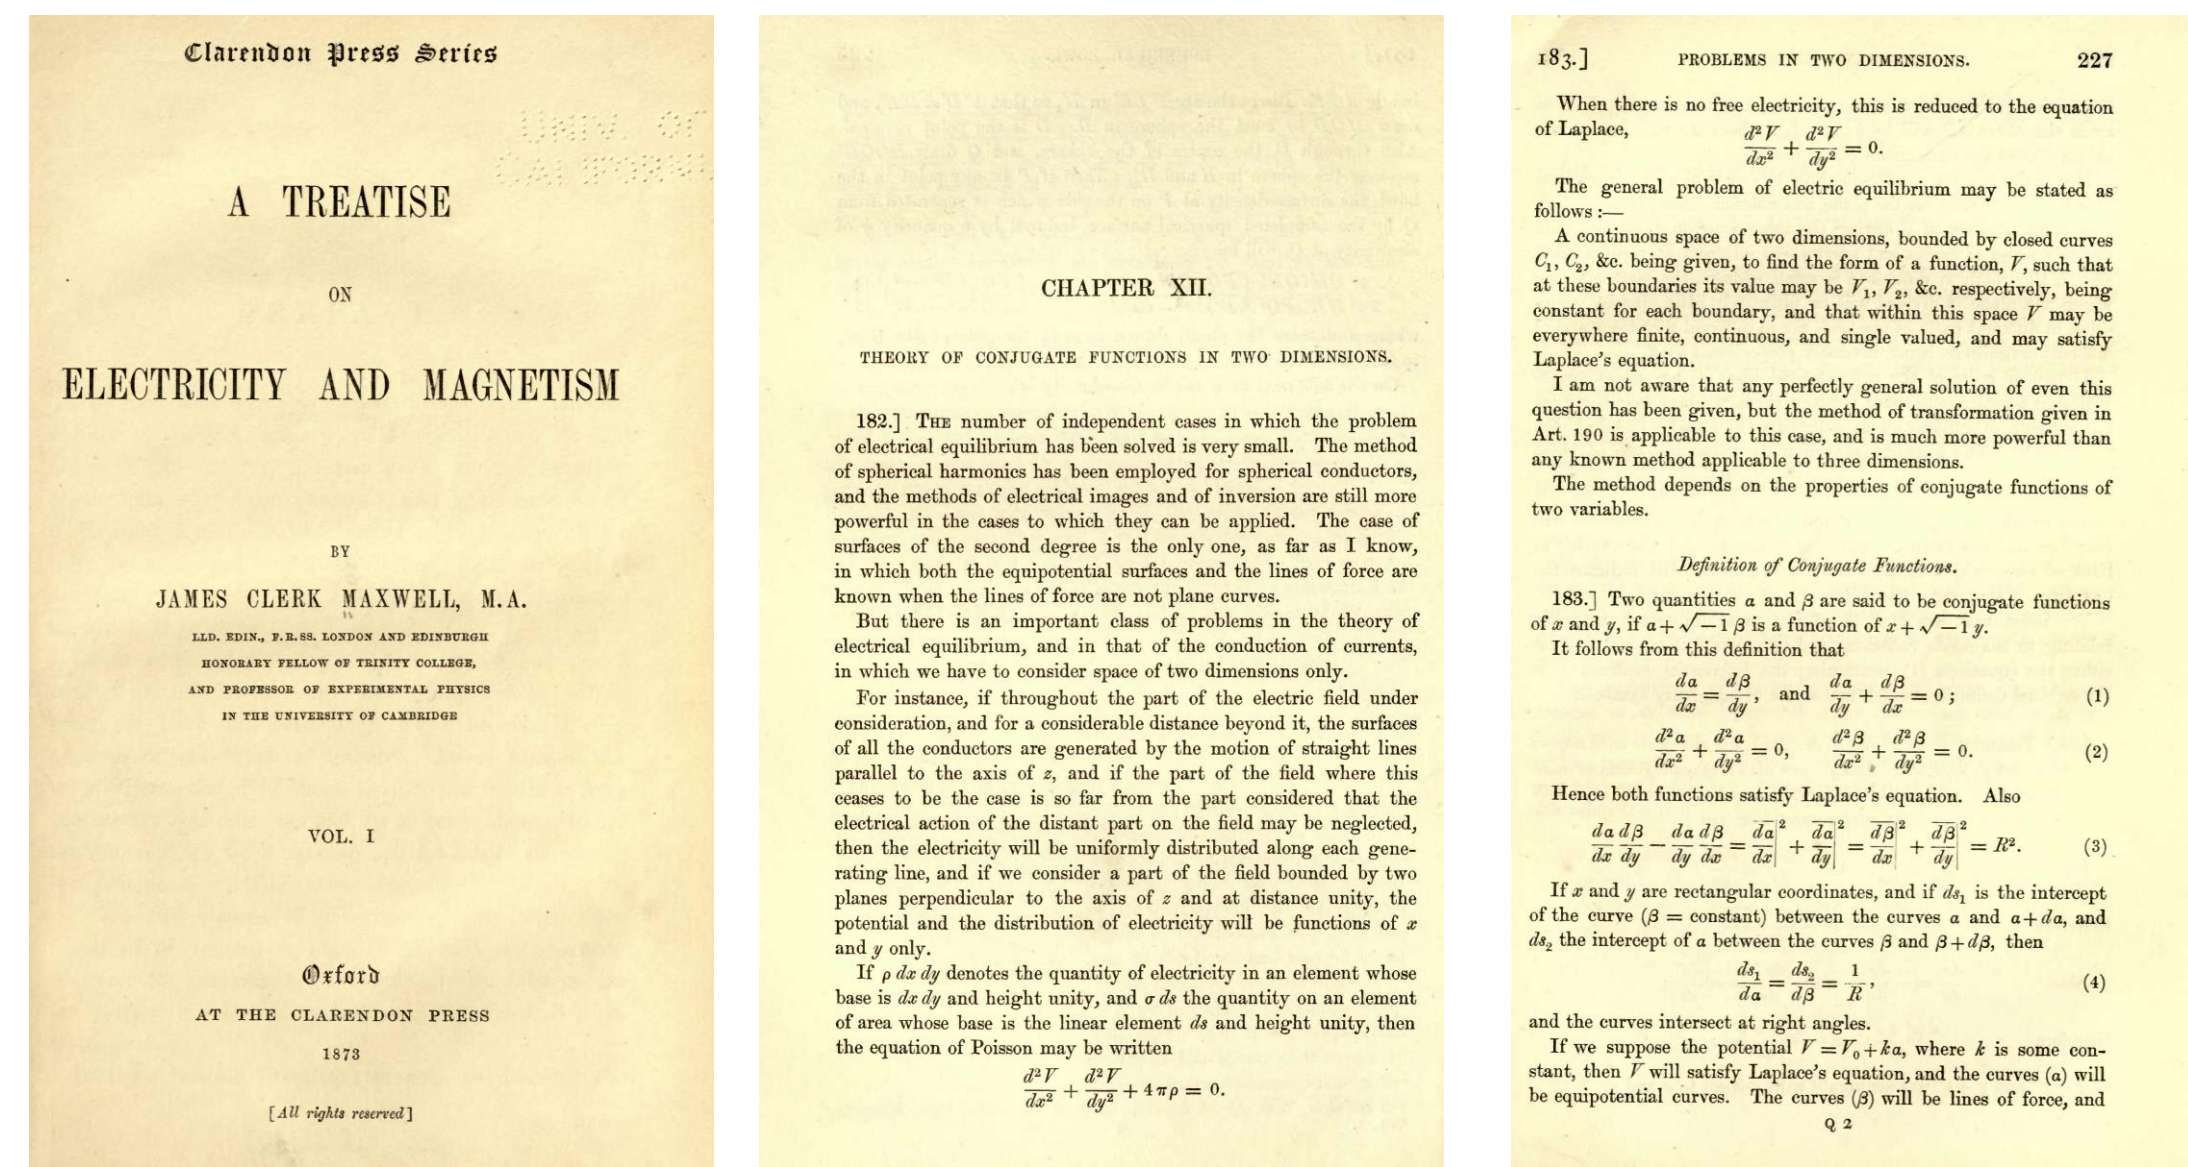 Clarendon Press Series
UNIV. OF
CALIFORNIA
A TREATISE
ON
ELECTRICITY AND MAGNETISM
BY
JAMES CLERK MAXWELL, M.A.
LLD. EDIN., F.R.SS. LONDON AND EDINBURGH
HONORARY FELLOW OF TRINITY COLLEGE,
AND PROFESSOR OF EXPERIMENTAL PHYSICS
IN THE UNIVERSITY OF CAMBRIDGE
VOL. I
Oxford
AT THE CLARENDON PRESS
1873
[All rights reserved]
CHAPTER XII.
THEORY OF CONJUGATE FUNCTIONS IN TWO DIMENSIONS.
182.] THE number of independent cases in which the problem
of electrical equilibrium has been solved is very small. The method
of spherical harmonics has been employed for spherical conductors,
and the methods of electrical images and of inversion are still more
powerful in the cases to which they can be applied. The case of
surfaces of the second degree is the only one, as far as I know,
in which both the equipotential surfaces and the lines of force are
known when the lines of force are not plane curves.
But there is an important class of problems in the theory of
electrical equilibrium, and in that of the conduction of currents,
in which we have to consider space of two dimensions only.
For instance, if throughout the part of the electric field under
consideration, and for a considerable distance beyond it, the surfaces
of all the conductors are generated by the motion of straight lines
parallel to the axis of z, and if the part of the field where this
ceases to be the case is so far from the part considered that the
electrical action of the distant part on the field may be neglected,
then the electricity will be uniformly distributed along each gene-
rating line, and if we consider a part of the field bounded by two
planes perpendicular to the axis of z and at distance unity, the
potential and the distribution of electricity will be functions of x
and y only.
If ρ dx dy denotes the quantity of electricity in an element whose
base is dx dy and height unity, and σ ds the quantity on an element
of area whose base is the linear element ds and height unity, then
the equation of Poisson may be written
d²V/dx² + d²V/dy² + 4πρ = 0.
183.] PROBLEMS IN TWO DIMENSIONS. 227
When there is no free electricity, this is reduced to the equation
of Laplace,
d²V/dx² + d²V/dy² = 0.
The general problem of electric equilibrium may be stated as
follows :—
A continuous space of two dimensions, bounded by closed curves
C₁, C₂, &c. being given, to find the form of a function, V, such that
at these boundaries its value may be V₁, V₂, &c. respectively, being
constant for each boundary, and that within this space V may be
everywhere finite, continuous, and single valued, and may satisfy
Laplace's equation.
I am not aware that any perfectly general solution of even this
question has been given, but the method of transformation given in
Art. 190 is applicable to this case, and is much more powerful than
any known method applicable to three dimensions.
The method depends on the properties of conjugate functions of
two variables.
Definition of Conjugate Functions.
183.] Two quantities α and β are said to be conjugate functions
of x and y, if α + √−1 β is a function of x + √−1 y.
It follows from this definition that
dα/dx = dβ/dy, and dα/dy + dβ/dx = 0; (1)
d²α/dx² + d²α/dy² = 0, d²β/dx² + d²β/dy² = 0. (2)
Hence both functions satisfy Laplace's equation. Also
dα/dx dβ/dy − dα/dy dβ/dx = dα/dx|² + dα/dy|² = dβ/dx|² + dβ/dy|² = R². (3)
If x and y are rectangular coordinates, and if ds₁ is the intercept
of the curve (β = constant) between the curves α and α + dα, and
ds₂ the intercept of α between the curves β and β + dβ, then
ds₁/dα = ds₂/dβ = 1/R, (4)
and the curves intersect at right angles.
If we suppose the potential V = V₀ + kα, where k is some con-
stant, then V will satisfy Laplace's equation, and the curves (α) will
be equipotential curves. The curves (β) will be lines of force, and
Q 2